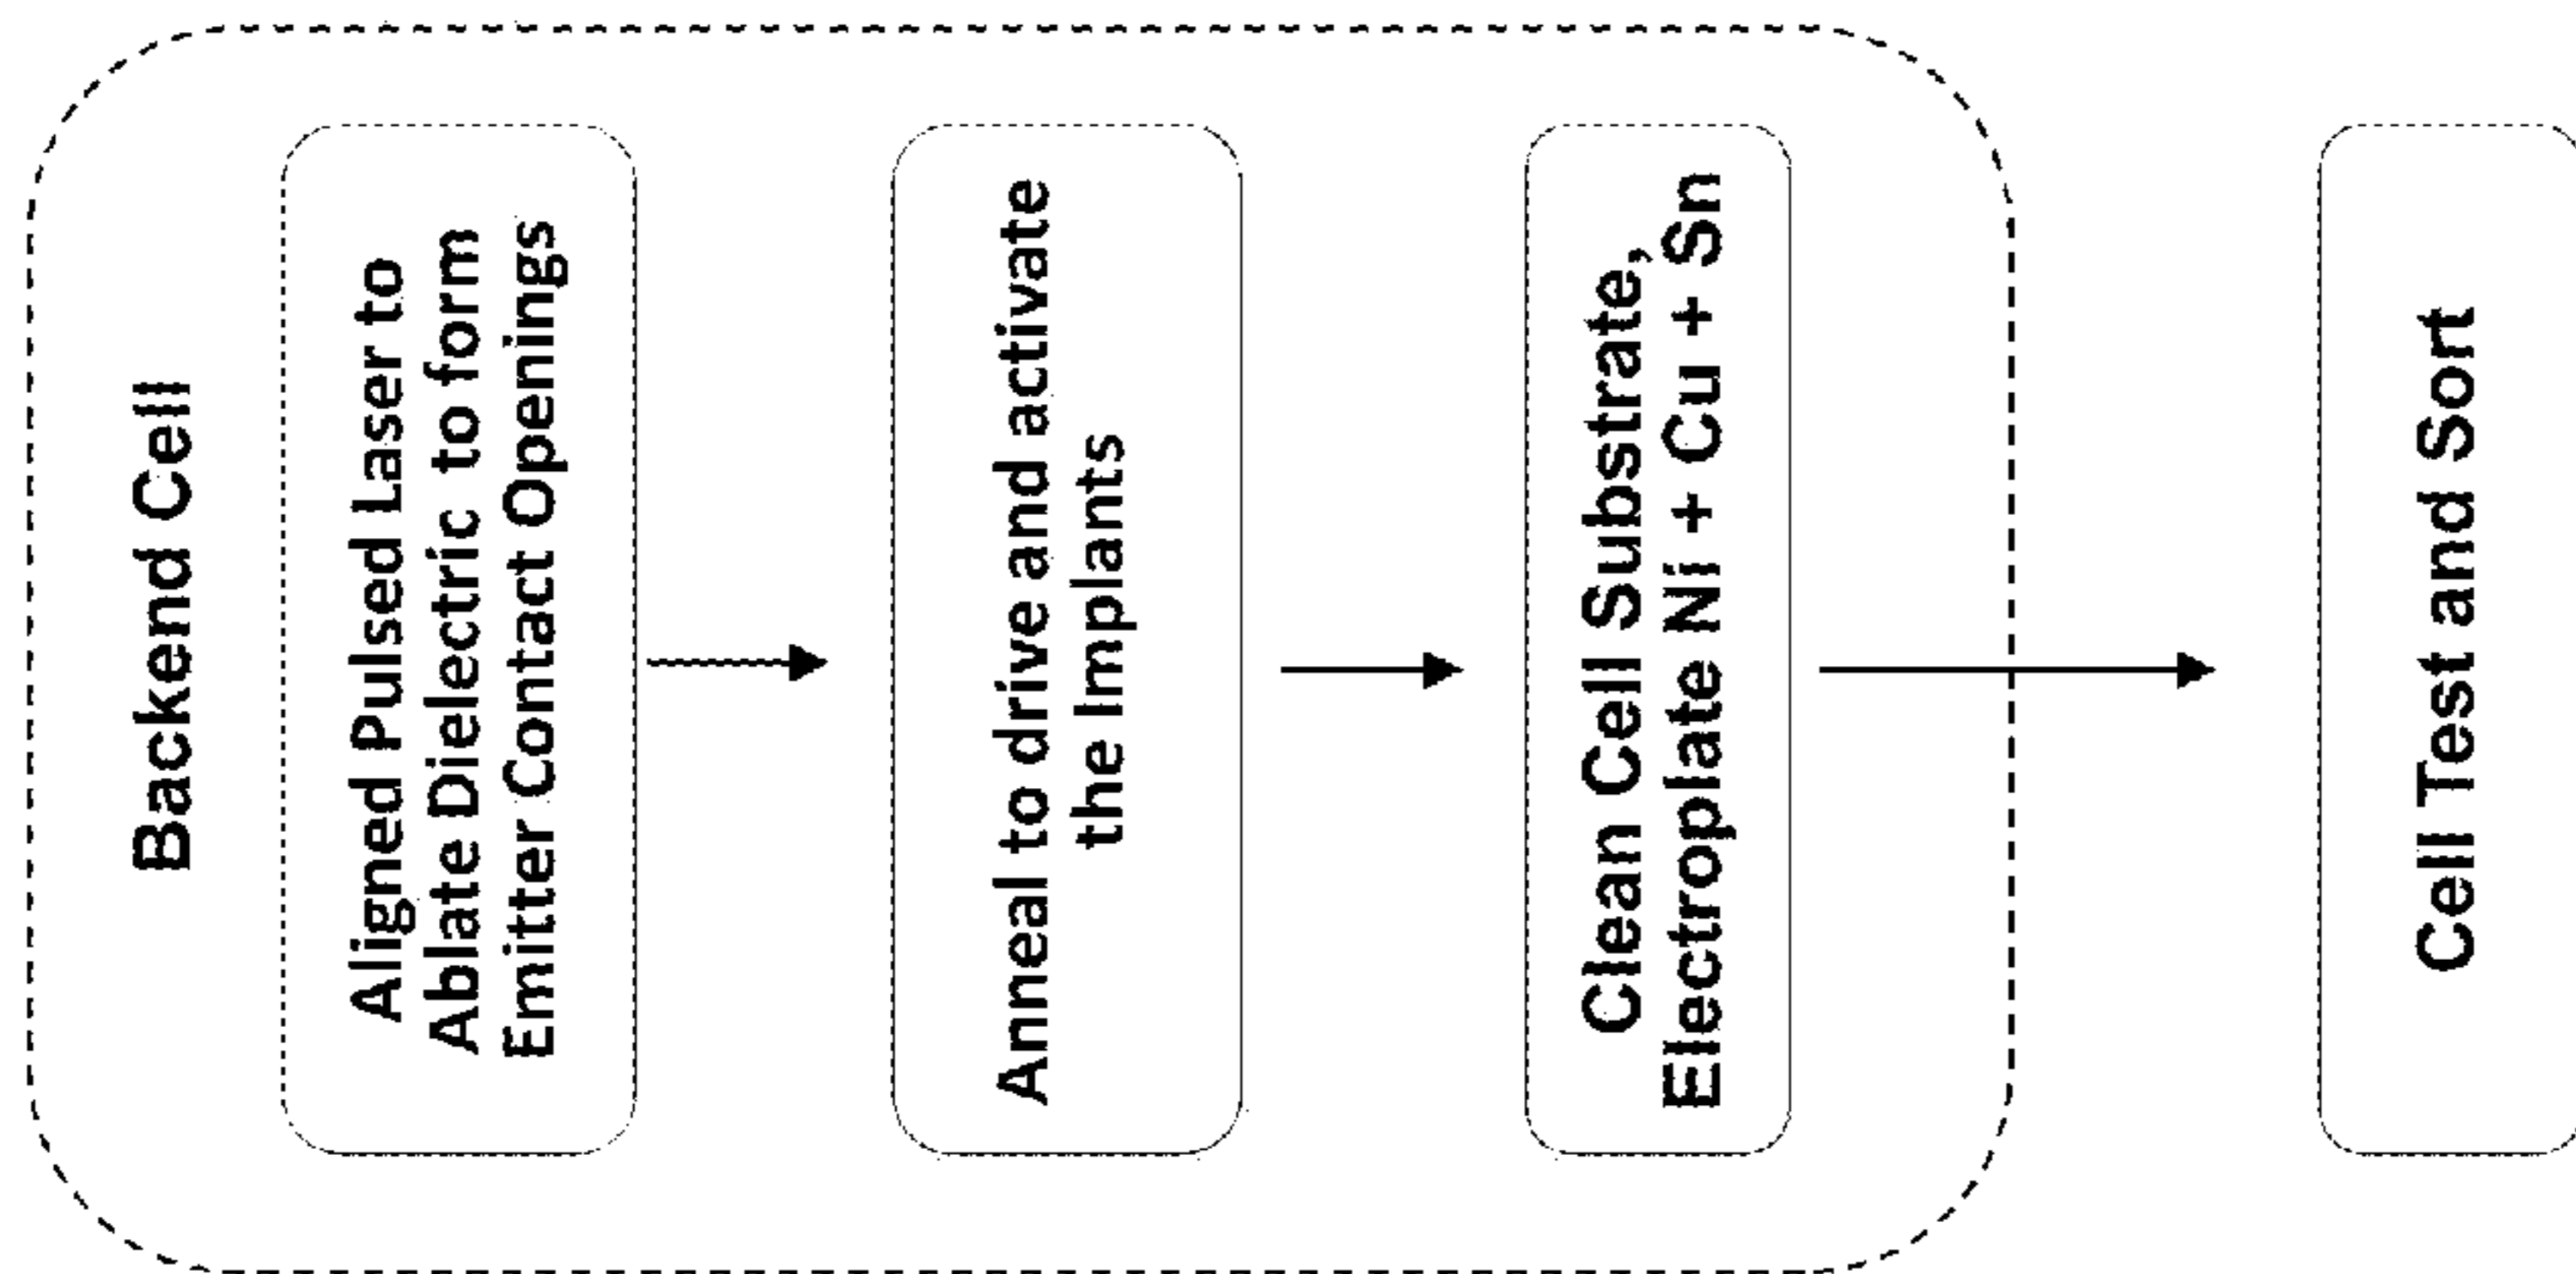 Backend Cell
Aligned Pulsed Laser to
Ablate Dielectric to form
Emitter Contact Openings
Anneal to drive and activate
the Implants
Clean Cell Substrate,
Electroplate Ni + Cu + Sn
Cell Test and Sort